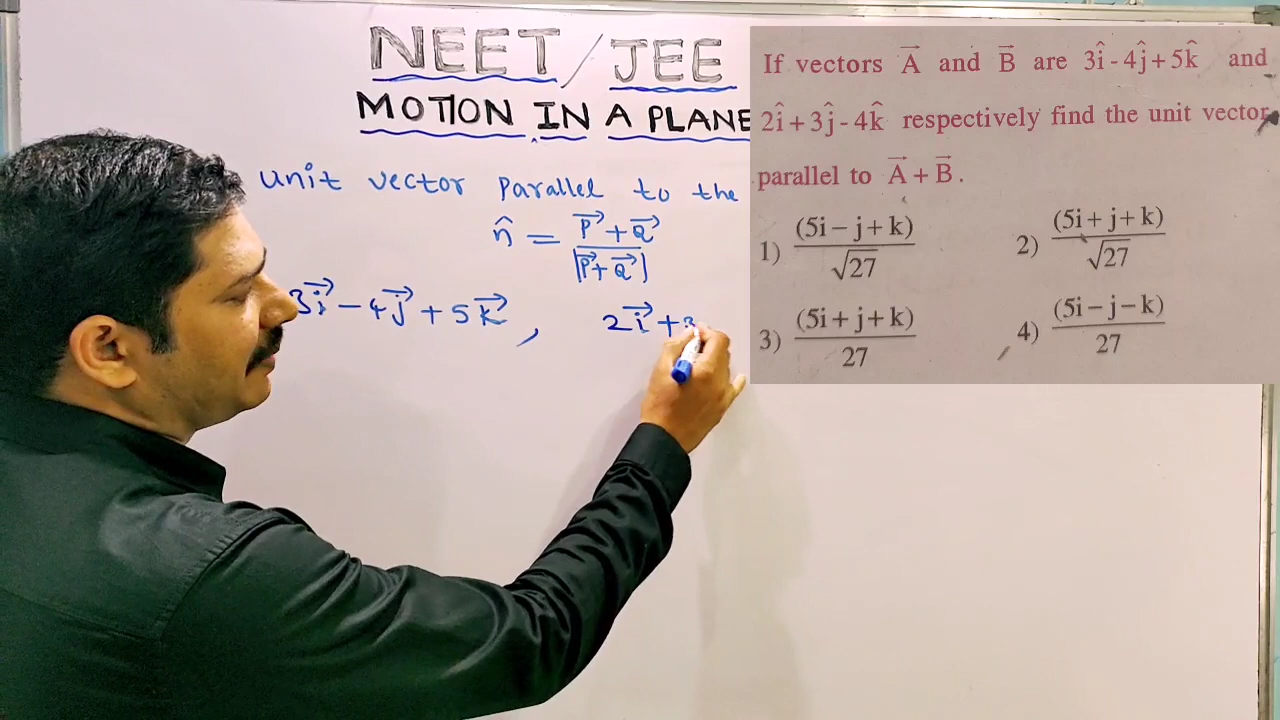 NEET / JEE
MOTION IN A PLANE
unit vector parallel to the
n̂ = (P⃗ + Q⃗) / |P⃗ + Q⃗|
3i⃗ − 4j⃗ + 5k⃗ , 2i⃗ + 3
If vectors A⃗ and B⃗ are 3î - 4ĵ + 5k̂ and
2î + 3ĵ - 4k̂ respectively find the unit vector
parallel to A⃗ + B⃗ .
1) (5i − j + k) / √27 2) (5i + j + k) / √27
3) (5i + j + k) / 27 4) (5i − j − k) / 27